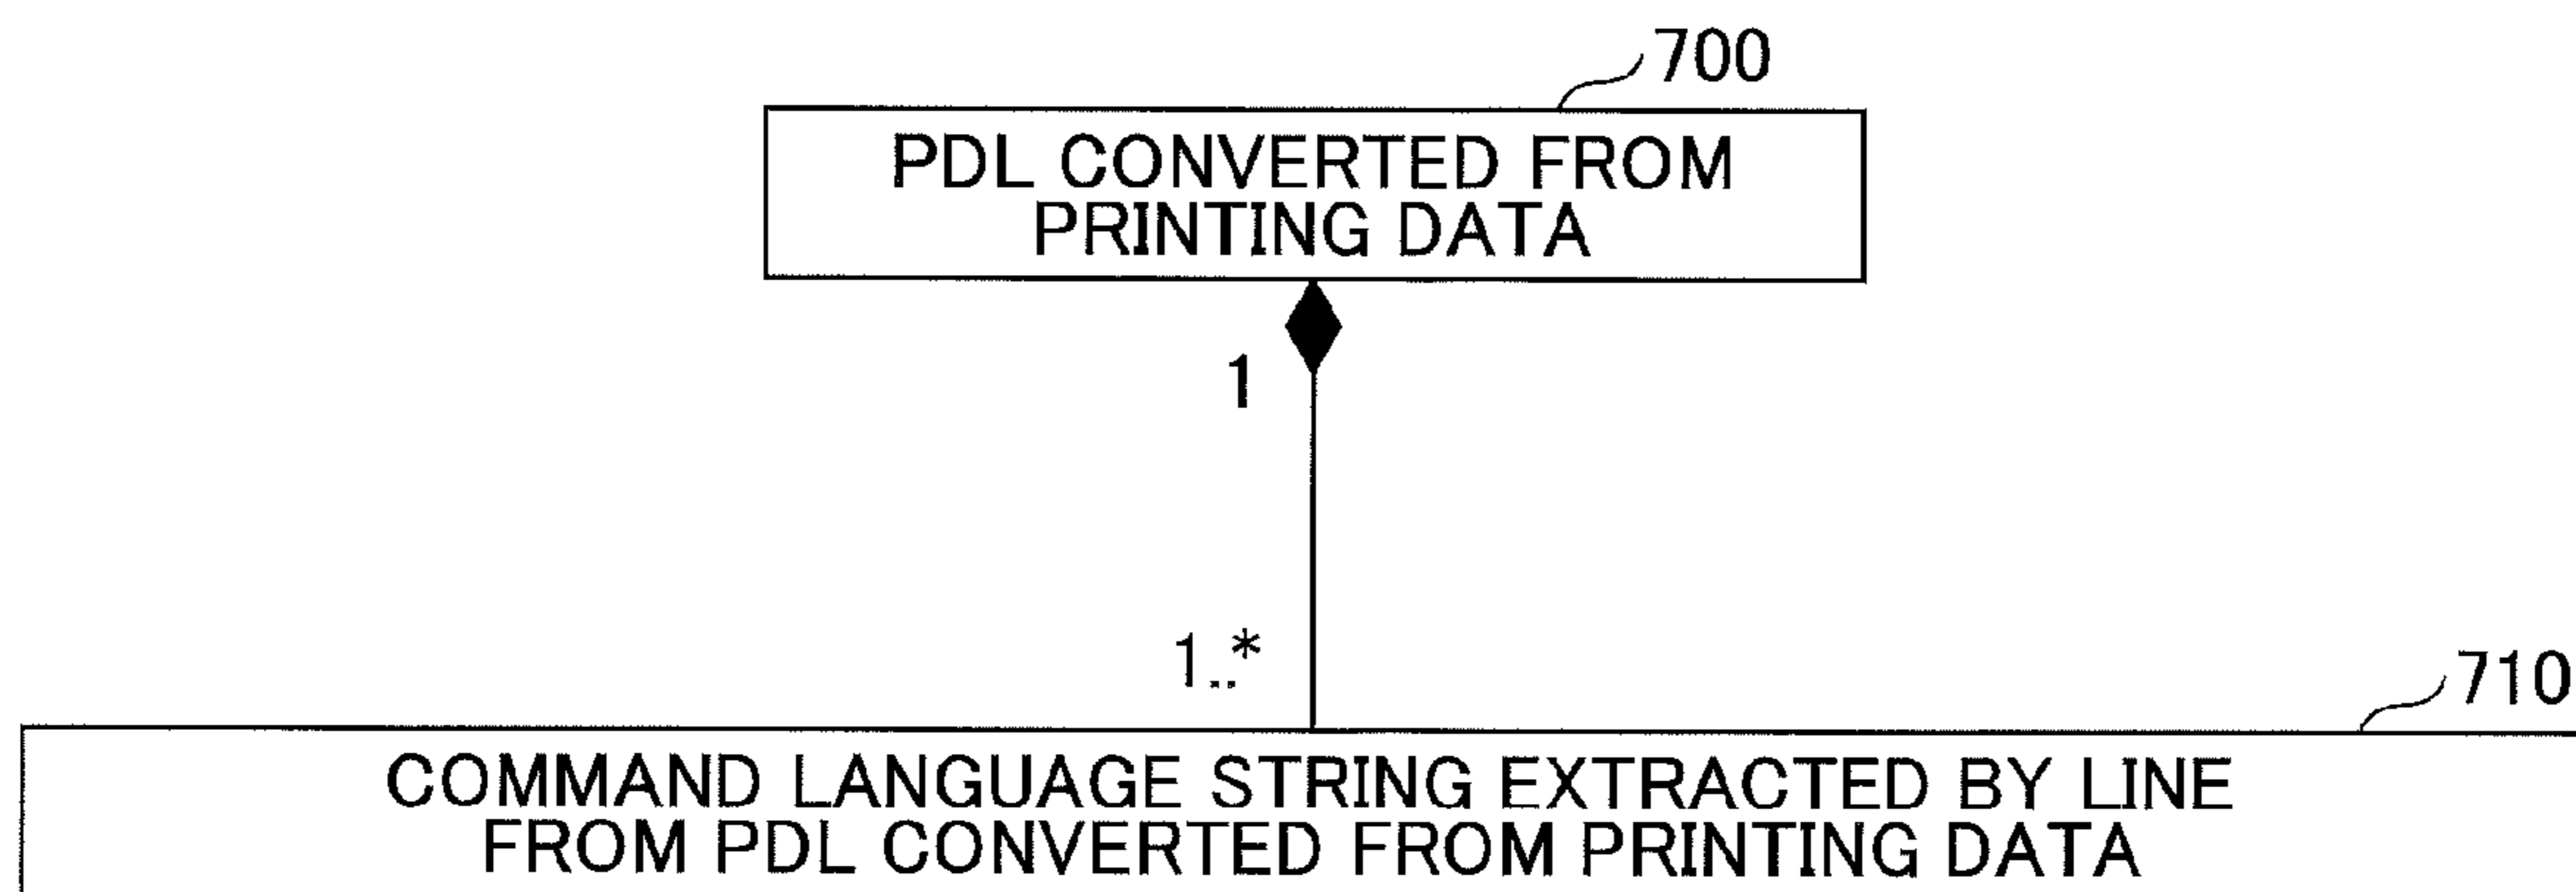 700
PDL CONVERTED FROM
PRINTING DATA
1
1..*
710
COMMAND LANGUAGE STRING EXTRACTED BY LINE
FROM PDL CONVERTED FROM PRINTING DATA